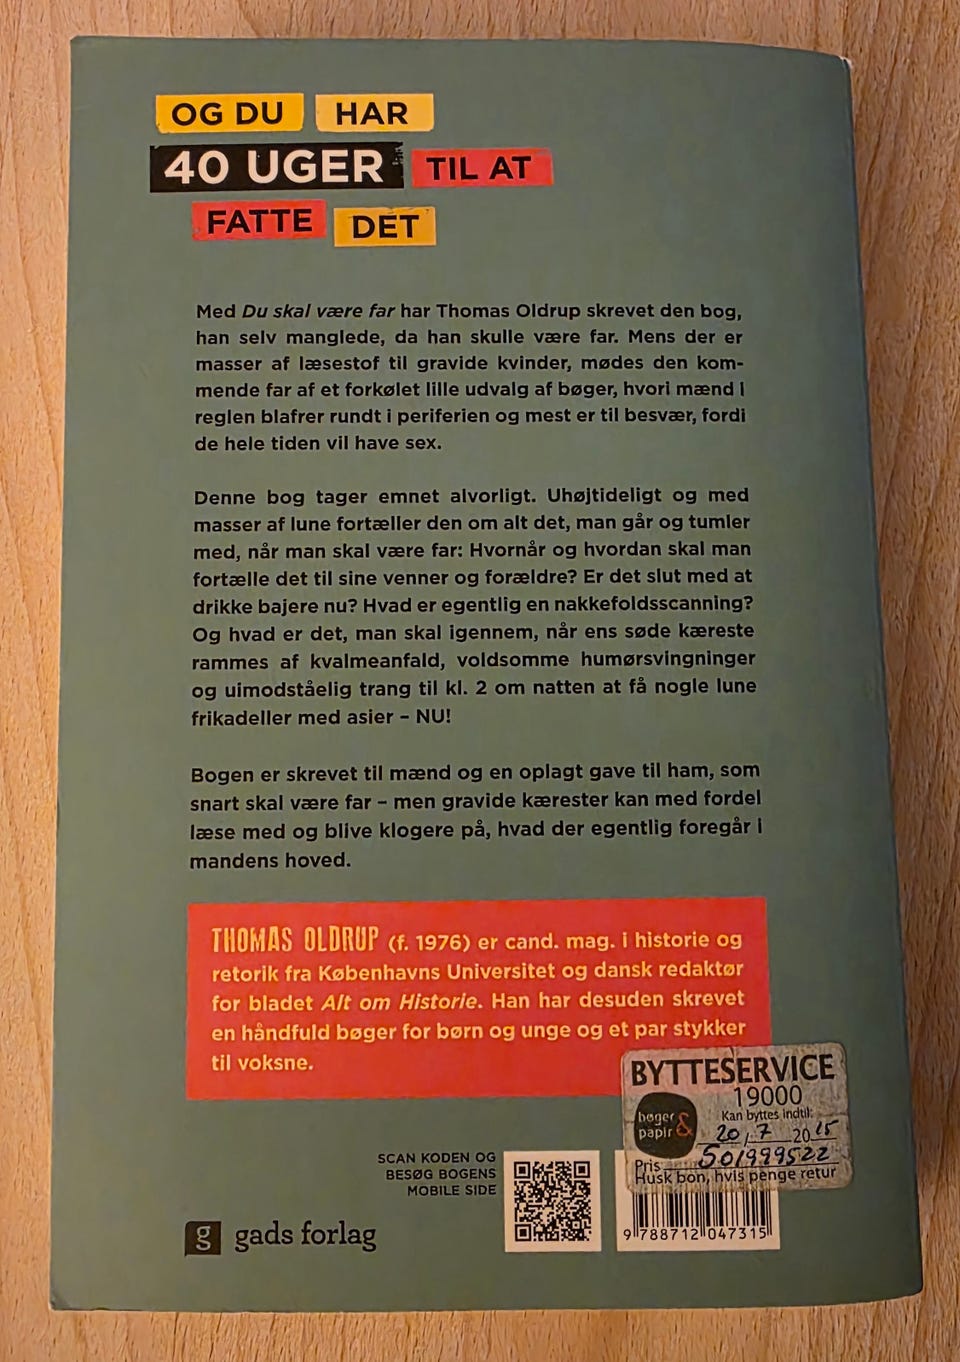 OG DU HAR
40 UGER TIL AT
FATTE DET
Med Du skal være far har Thomas Oldrup skrevet den bog,
han selv manglede, da han skulle være far. Mens der er
masser af læsestof til gravide kvinder, mødes den kom-
mende far af et forkølet lille udvalg af bøger, hvori mænd i
reglen blafrer rundt i periferien og mest er til besvær, fordi
de hele tiden vil have sex.
Denne bog tager emnet alvorligt. Uhøjtideligt og med
masser af lune fortæller den om alt det, man går og tumler
med, når man skal være far: Hvornår og hvordan skal man
fortælle det til sine venner og forældre? Er det slut med at
drikke bajere nu? Hvad er egentlig en nakkefoldsscanning?
Og hvad er det, man skal igennem, når ens søde kæreste
rammes af kvalmeanfald, voldsomme humørsvingninger
og uimodståelig trang til kl. 2 om natten at få nogle lune
frikadeller med asier – NU!
Bogen er skrevet til mænd og en oplagt gave til ham, som
snart skal være far – men gravide kærester kan med fordel
læse med og blive klogere på, hvad der egentlig foregår i
mandens hoved.
THOMAS OLDRUP (f. 1976) er cand. mag. i historie og
retorik fra Københavns Universitet og dansk redaktør
for bladet Alt om Historie. Han har desuden skrevet
en håndfuld bøger for børn og unge og et par stykker
til voksne.
BYTTESERVICE
19000
bøger &
papir
Kan byttes indtil:
20/7 2015
Pris 501999522
Husk bon, hvis penge retur
SCAN KODEN OG
BESØG BOGENS
MOBILE SIDE
g gads forlag
9 788712 047315